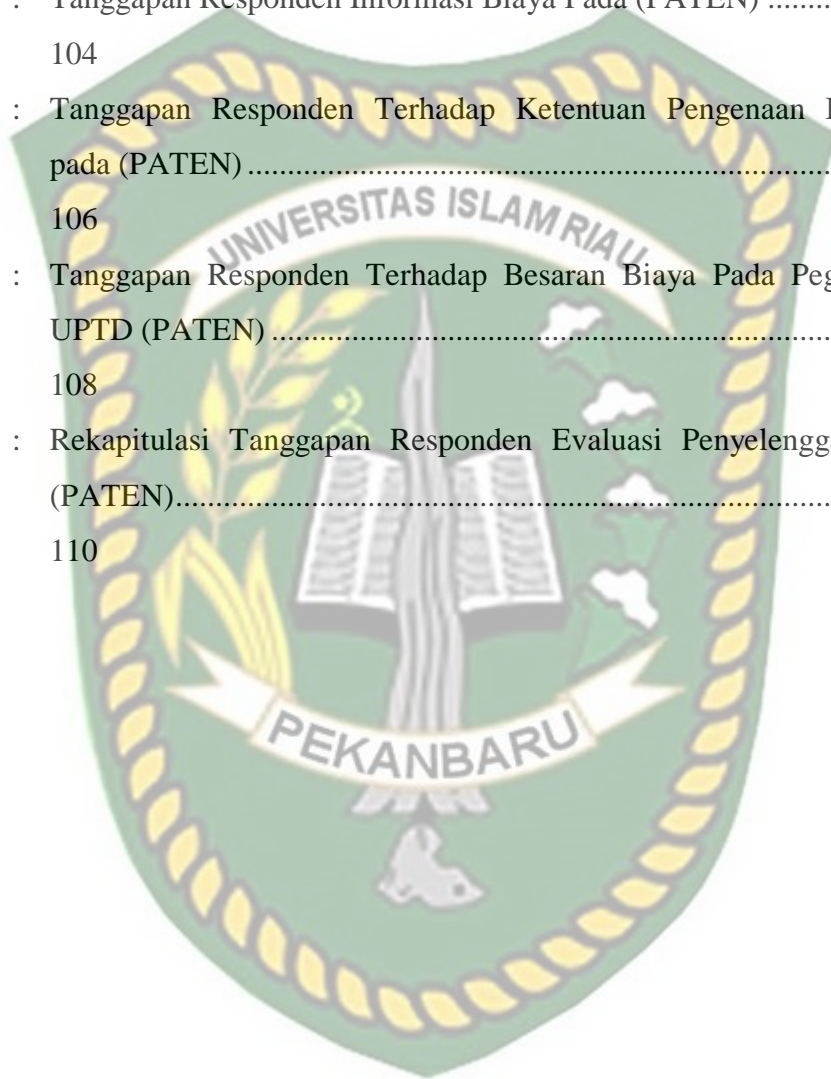 : Tanggapan Responden Informasi Biaya Pada (PATEN) ........
104
: Tanggapan Responden Terhadap Ketentuan Pengenaan
pada (PATEN) ........................................................................
106
: Tanggapan Responden Terhadap Besaran Biaya Pada
UPTD (PATEN) .....................................................................
108
: Rekapitulasi Tanggapan Responden Evaluasi
(PATEN).................................................................................
110
UNIVERSITAS ISLAM RIAU
PEKANBARU